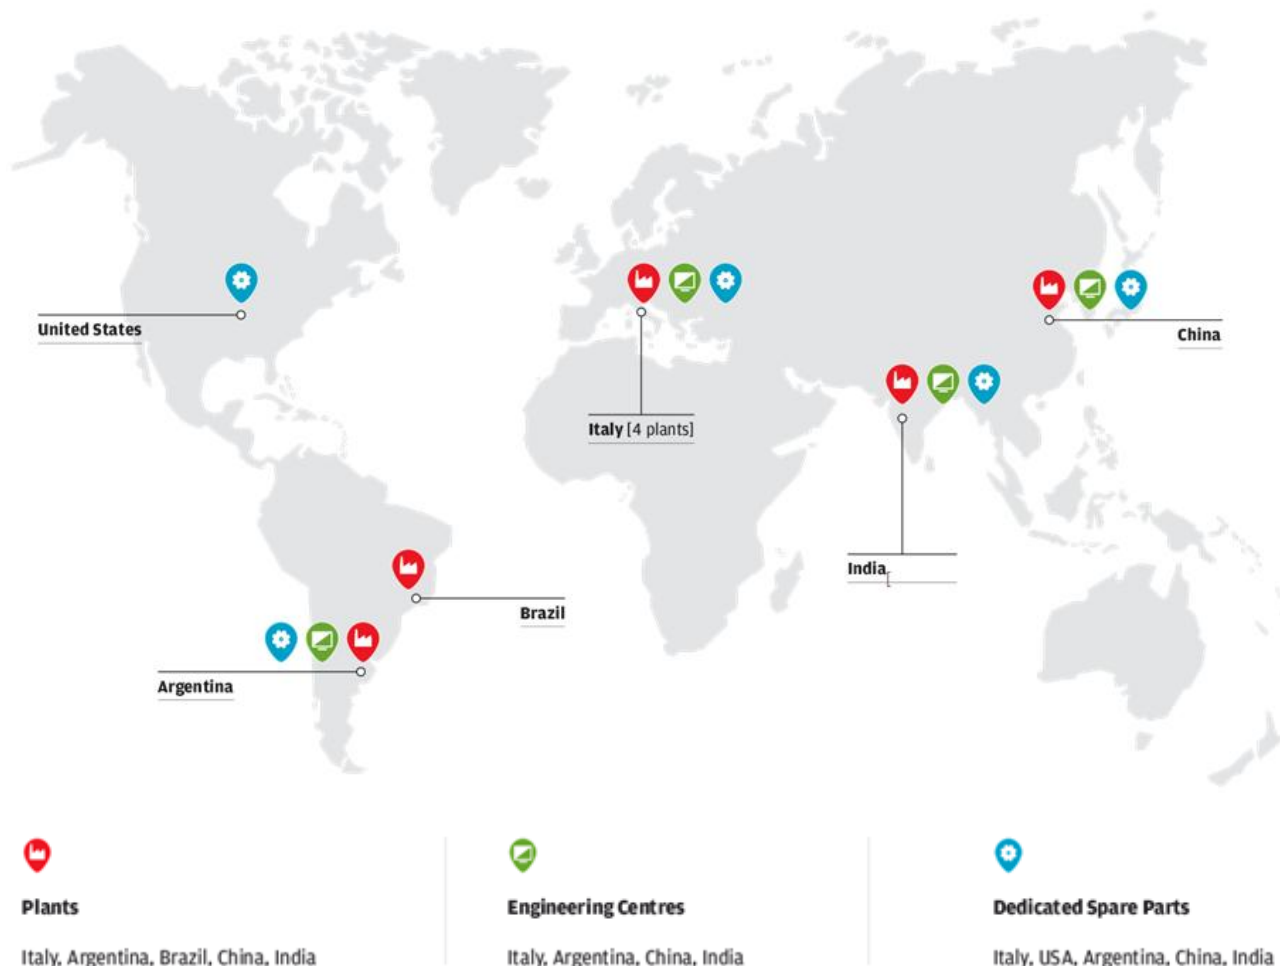 United States
China
Italy [4 plants]
India
Brazil
Argentina
Plants
Italy, Argentina, Brazil, China, India
Engineering Centres
Italy, Argentina, China, India
Dedicated Spare Parts
Italy, USA, Argentina, China, India